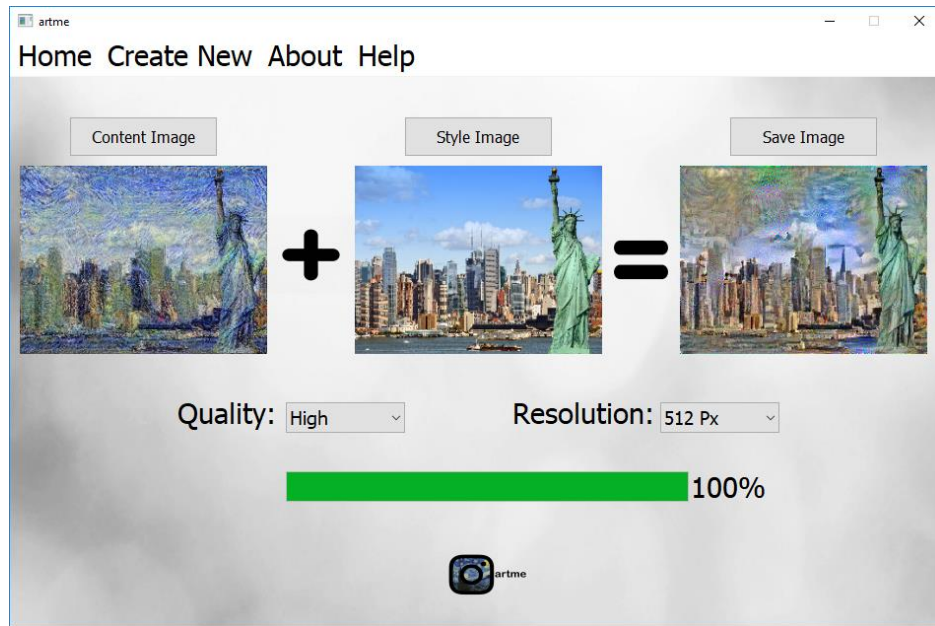 artme
Home Create New About Help
Content Image Style Image Save Image
Quality: High Resolution: 512 Px
100%
artme